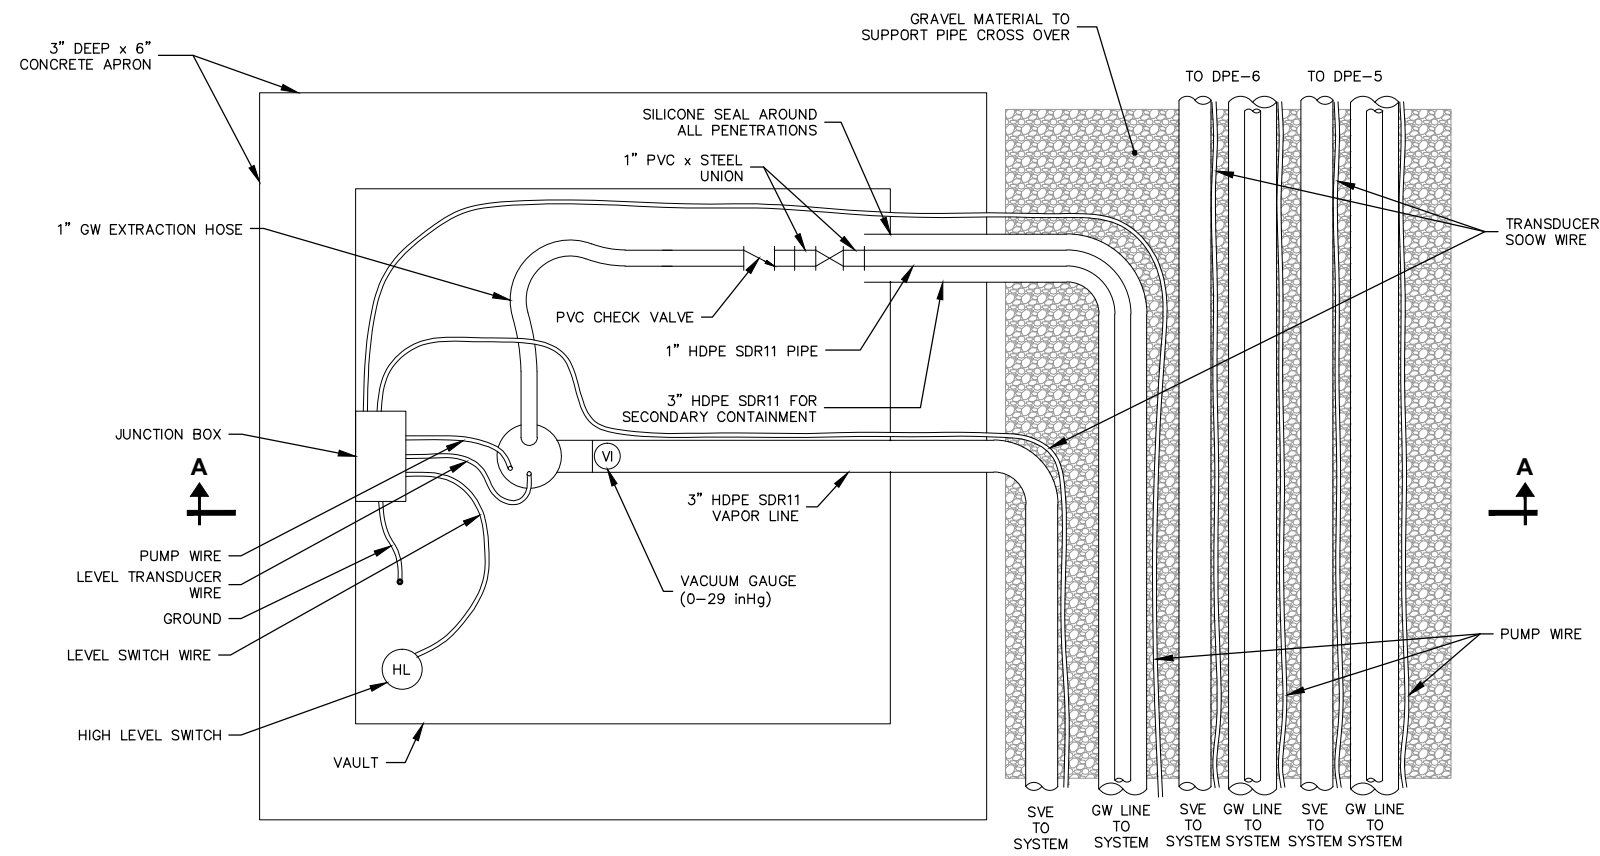 GRAVEL MATERIAL TO
SUPPORT PIPE CROSS OVER
3" DEEP x 6"
CONCRETE APRON
TO DPE-6
TO DPE-5
SILICONE SEAL AROUND
ALL PENETRATIONS
1" PVC x STEEL
UNION
1" GW EXTRACTION HOSE
TRANSDUCER
SOOW WIRE
PVC CHECK VALVE
1" HDPE SDR11 PIPE
3" HDPE SDR11 FOR
SECONDARY CONTAINMENT
JUNCTION BOX
A
VI
A
3" HDPE SDR11
VAPOR LINE
PUMP WIRE
LEVEL TRANSDUCER
WIRE
VACUUM GAUGE
(0-29 inHg)
GROUND
PUMP WIRE
LEVEL SWITCH WIRE
HL
HIGH LEVEL SWITCH
VAULT
SVE
TO
SYSTEM
GW LINE
TO
SYSTEM
SVE
TO
SYSTEM
GW LINE
TO
SYSTEM
SVE
TO
SYSTEM
GW LINE
TO
SYSTEM